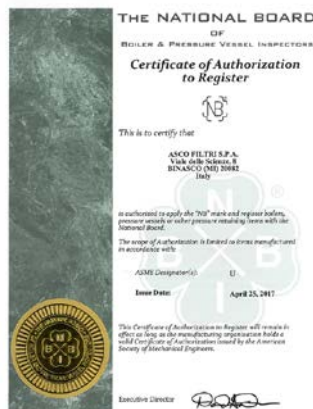 THE NATIONAL BOARD
OF
BOILER & PRESSURE VESSEL INSPECTORS
Certificate of Authorization
to Register
NB
This is to certify that
ASCO FILTRI S.P.A.
Viale delle Scienze, 8
BINASCO (MI) 20082
Italy
is authorized to apply the "NB" mark and register boilers,
pressure vessels or other pressure retaining items with the
National Board.
The scope of Authorization is limited to items manufactured
in accordance with:
ASME Designator(s): U
Issue Date: April 25, 2017
This Certificate of Authorization to Register will remain in
effect as long as the manufacturing organization holds a
valid Certificate of Authorization issued by the American
Society of Mechanical Engineers.
Executive Director